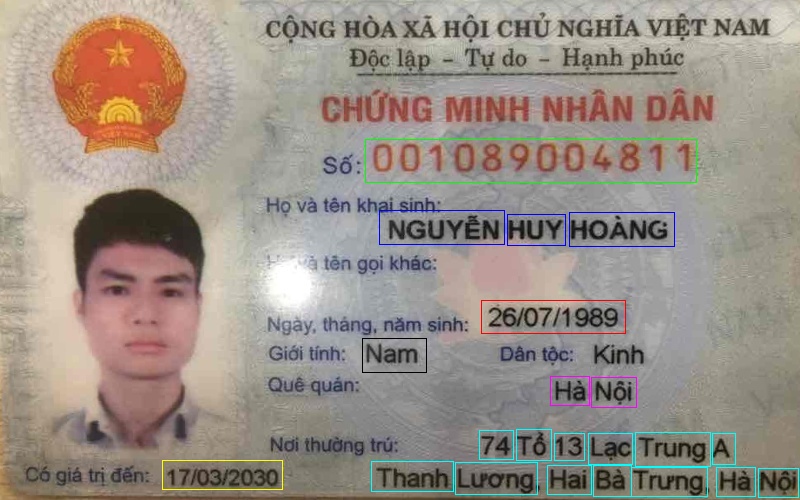 CỘNG HÒA XÃ HỘI CHỦ NGHĨA VIỆT NAM
Độc lập - Tự do - Hạnh phúc
CHỨNG MINH NHÂN DÂN
Số: 001089004811
Họ và tên khai sinh:
NGUYỄN HUY HOÀNG
và tên gọi khác:
Ngày, tháng, năm sinh: 26/07/1989
Giới tính: Nam Dân tộc: Kinh
Quê quán:
Hà Nội
Nơi thường trú: 74 Tổ 13 Lạc Trung A
Có giá trị đến: 17/03/2030 Thanh Lương, Hai Bà Trưng, Hà Nội